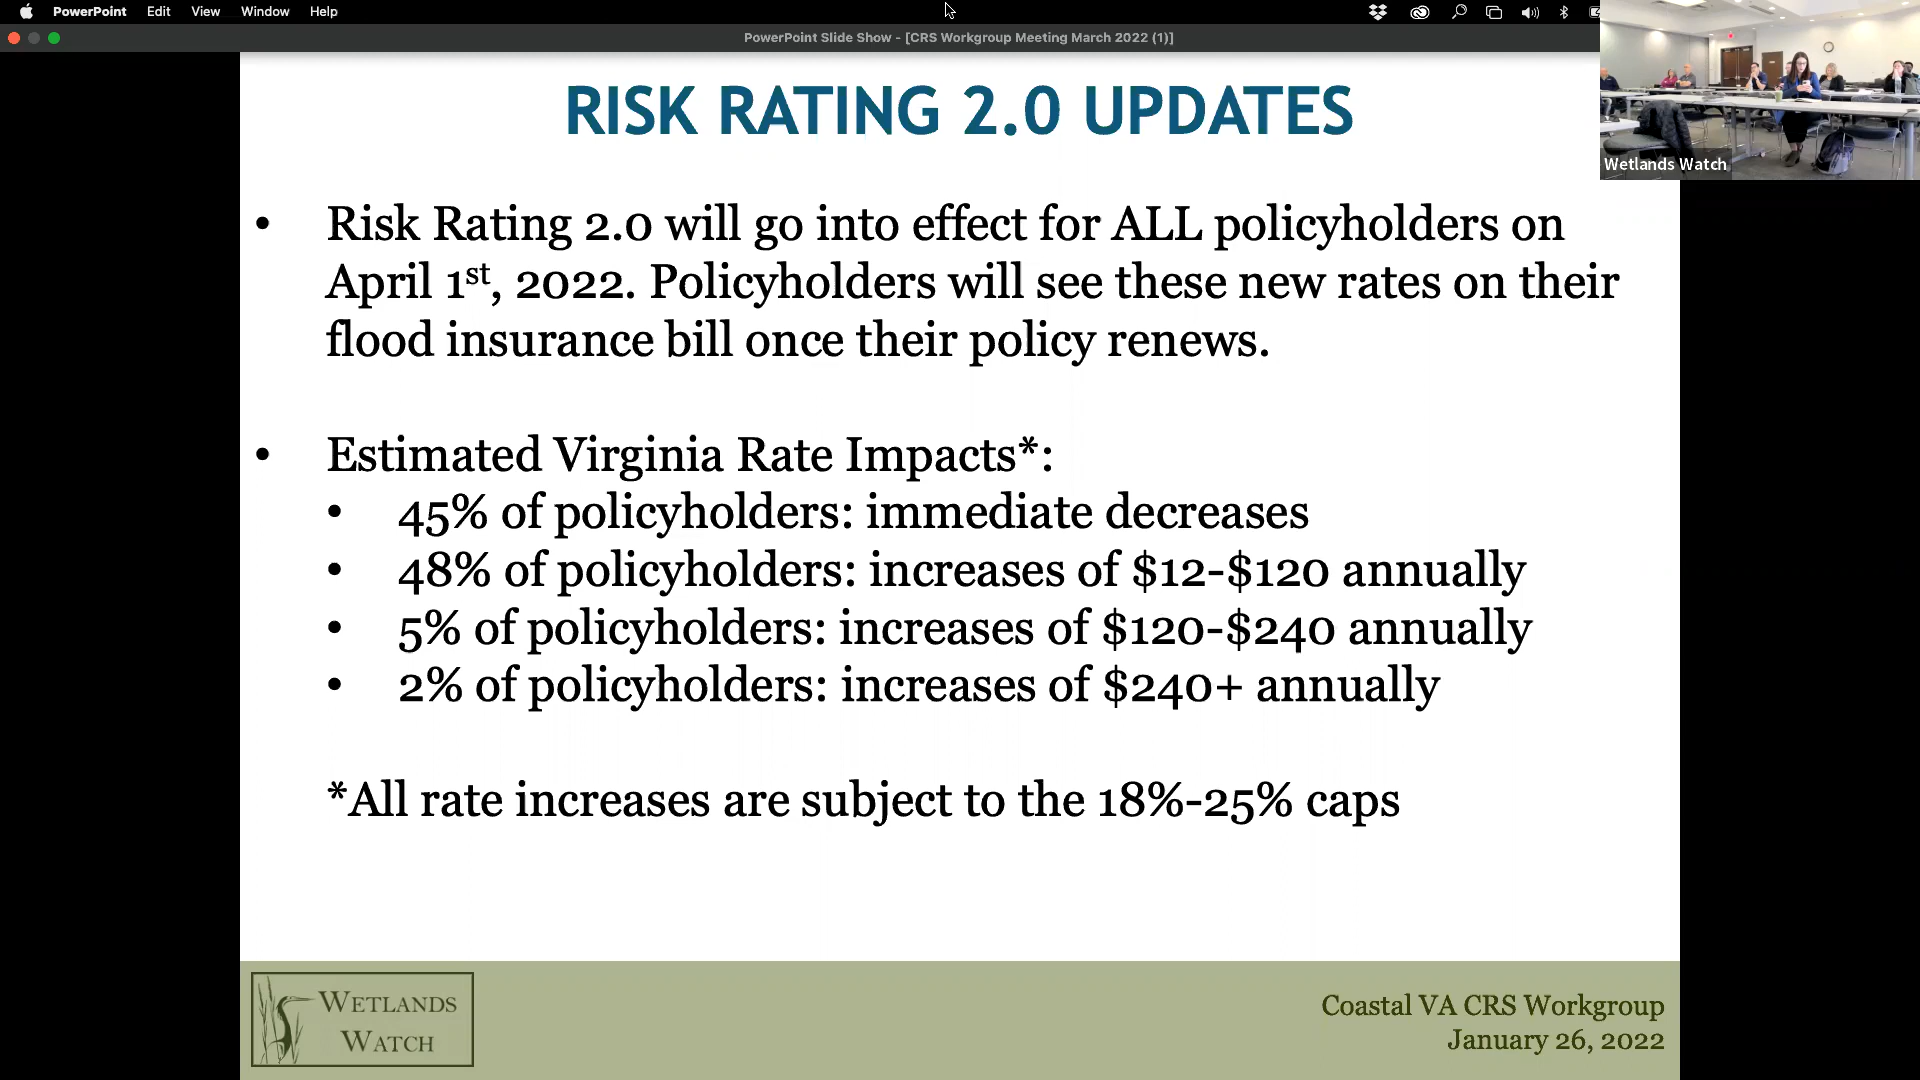 PowerPoint Edit View Window Help
PowerPoint Slide Show - [CRS Workgroup Meeting March 2022 (1)]
Wetlands Watch
RISK RATING 2.0 UPDATES
• Risk Rating 2.0 will go into effect for ALL policyholders on
April 1st, 2022. Policyholders will see these new rates on their
flood insurance bill once their policy renews.
• Estimated Virginia Rate Impacts*:
• 45% of policyholders: immediate decreases
• 48% of policyholders: increases of $12-$120 annually
• 5% of policyholders: increases of $120-$240 annually
• 2% of policyholders: increases of $240+ annually
*All rate increases are subject to the 18%-25% caps
WETLANDS
WATCH
Coastal VA CRS Workgroup
January 26, 2022